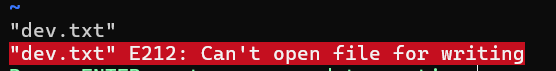 ~
"dev.txt"
"dev.txt" E212: Can't open file for writing